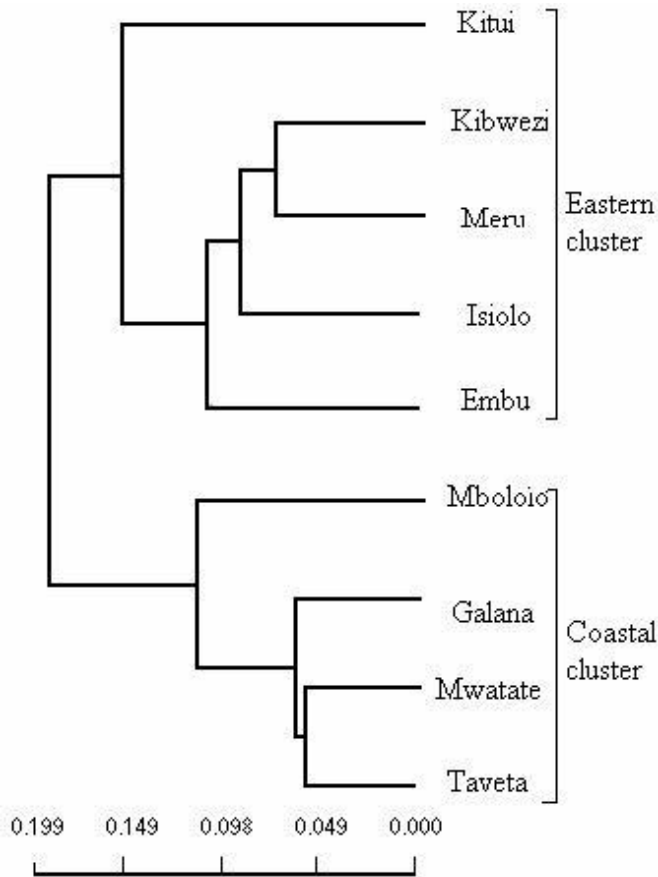 Kitui
Kibwezi
Meru
Eastern
cluster
Isiolo
Embu
Mboloio
Galana
Coastal
cluster
Mwatate
Taveta
0.199 0.149 0.098 0.049 0.000